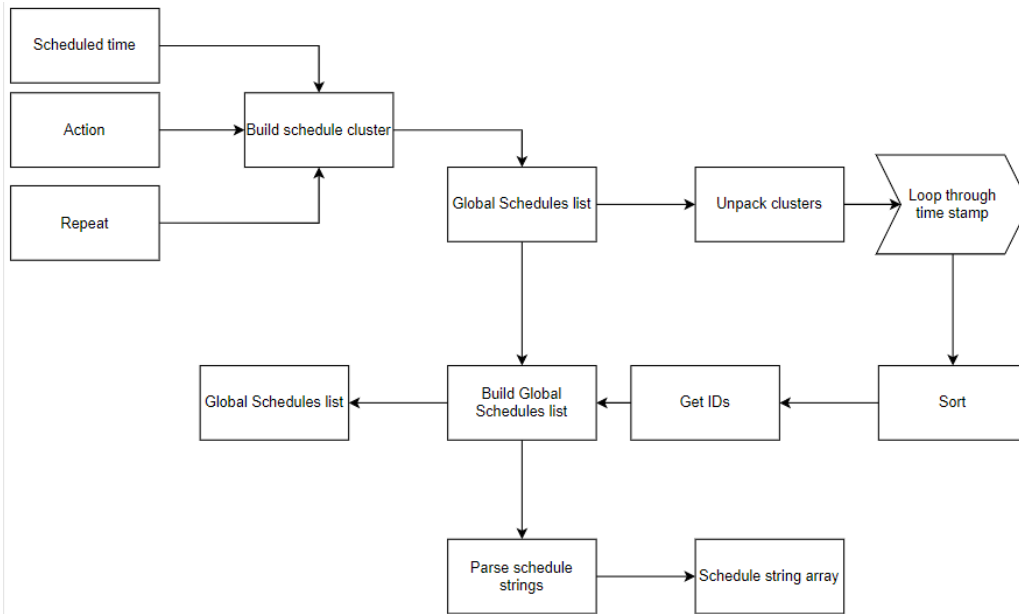 Scheduled time
Action
Build schedule cluster
Repeat
Global Schedules list
Unpack clusters
Loop through
time stamp
Global Schedules list
Build Global
Schedules list
Get IDs
Sort
Parse schedule
strings
Schedule string array